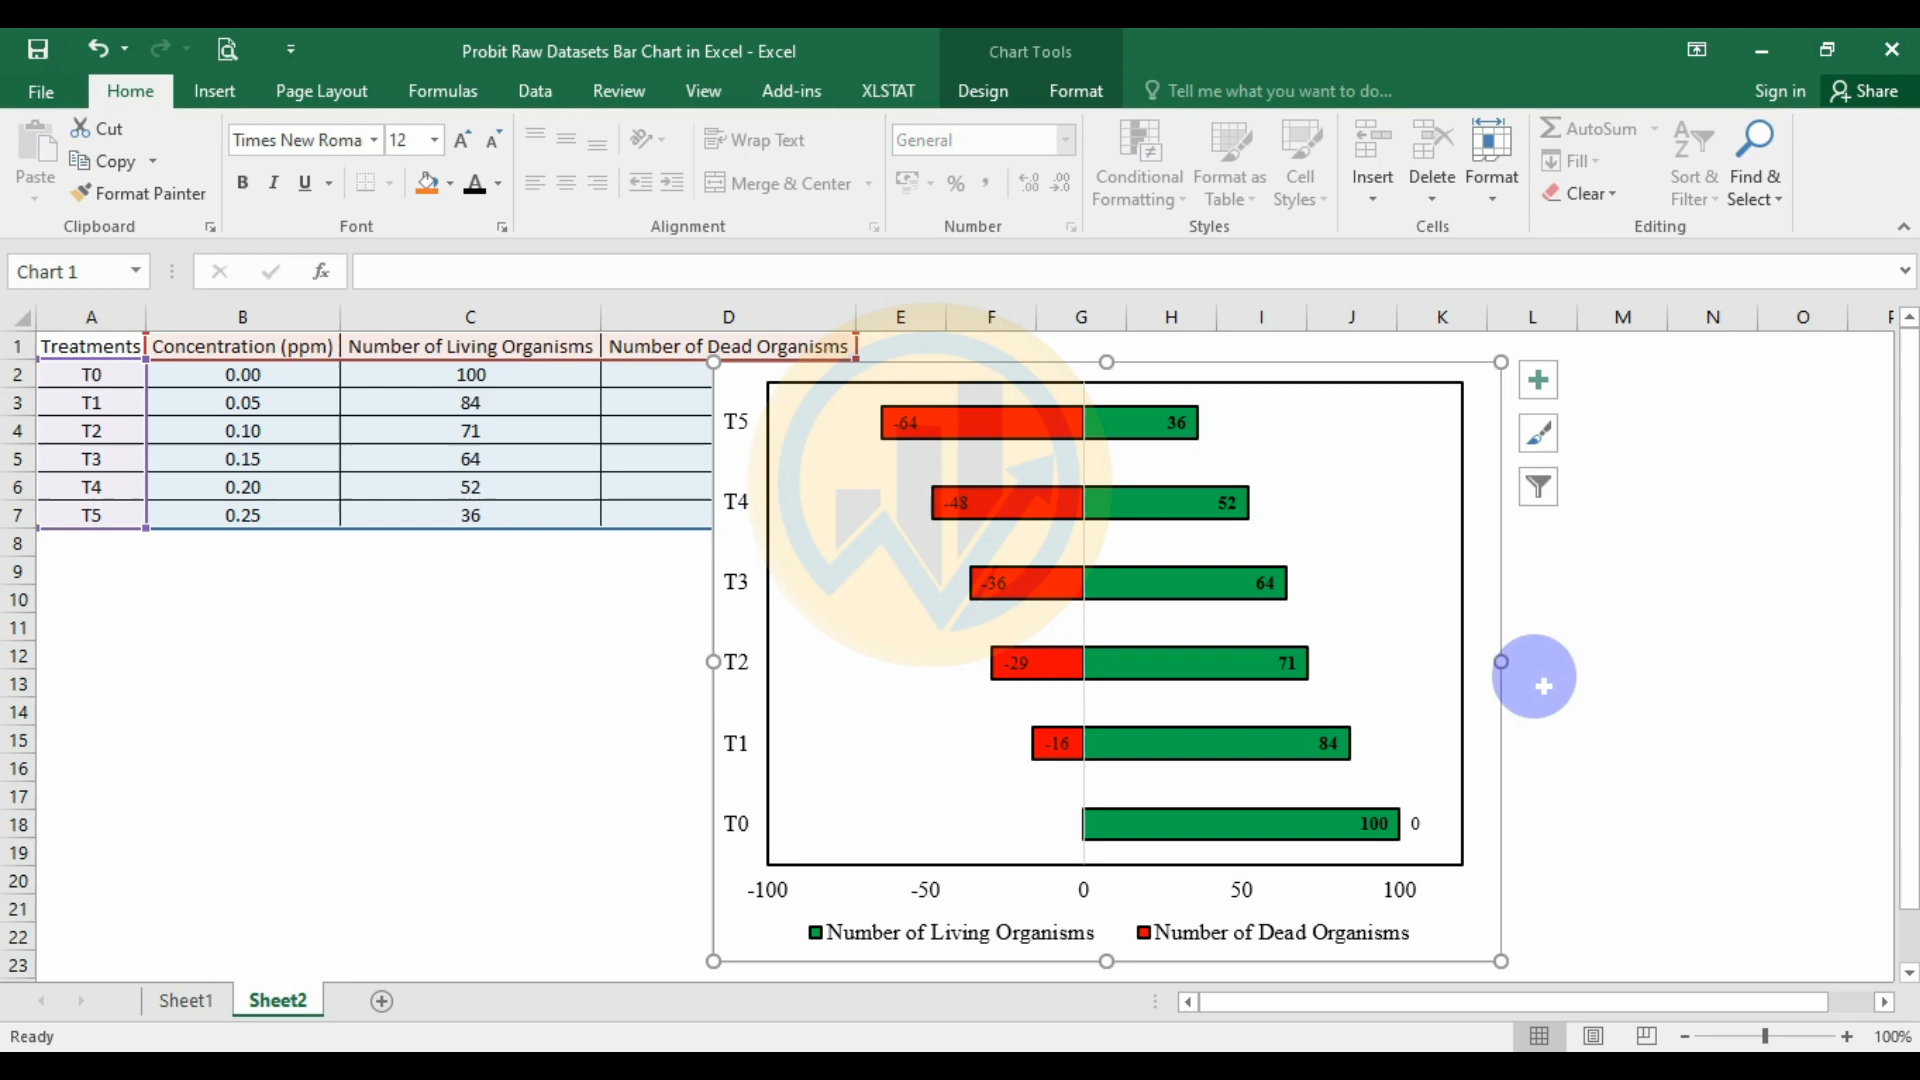 Probit Raw Datasets Bar Chart in Excel - Excel
Chart Tools
File Home Insert Page Layout Formulas Data Review View Add-ins XLSTAT Design Format Tell me what you want to do... Sign in Share
Paste
Cut
Copy
Format Painter
Clipboard
Times New Roma 12
B I U
Font
Wrap Text
Merge & Center
Alignment
General
%
Number
Conditional Formatting
Format as Table
Cell Styles
Styles
Insert
Delete
Format
Cells
AutoSum
Fill
Clear
Sort & Filter
Find & Select
Editing
Chart 1 fx
A B C D E F G H I J K L M N O
1 Treatments Concentration (ppm) Number of Living Organisms Number of Dead Organisms
2 T0 0.00 100
3 T1 0.05 84
4 T2 0.10 71
5 T3 0.15 64
6 T4 0.20 52
7 T5 0.25 36
8
9
10
11
12
13
14
15
16
17
18
19
20
21
22
23
T5 -64 36
T4 -48 52
T3 -36 64
T2 -29 71
T1 -16 84
T0 100 0
-100 -50 0 50 100
Number of Living Organisms Number of Dead Organisms
Sheet1 Sheet2
Ready
100%